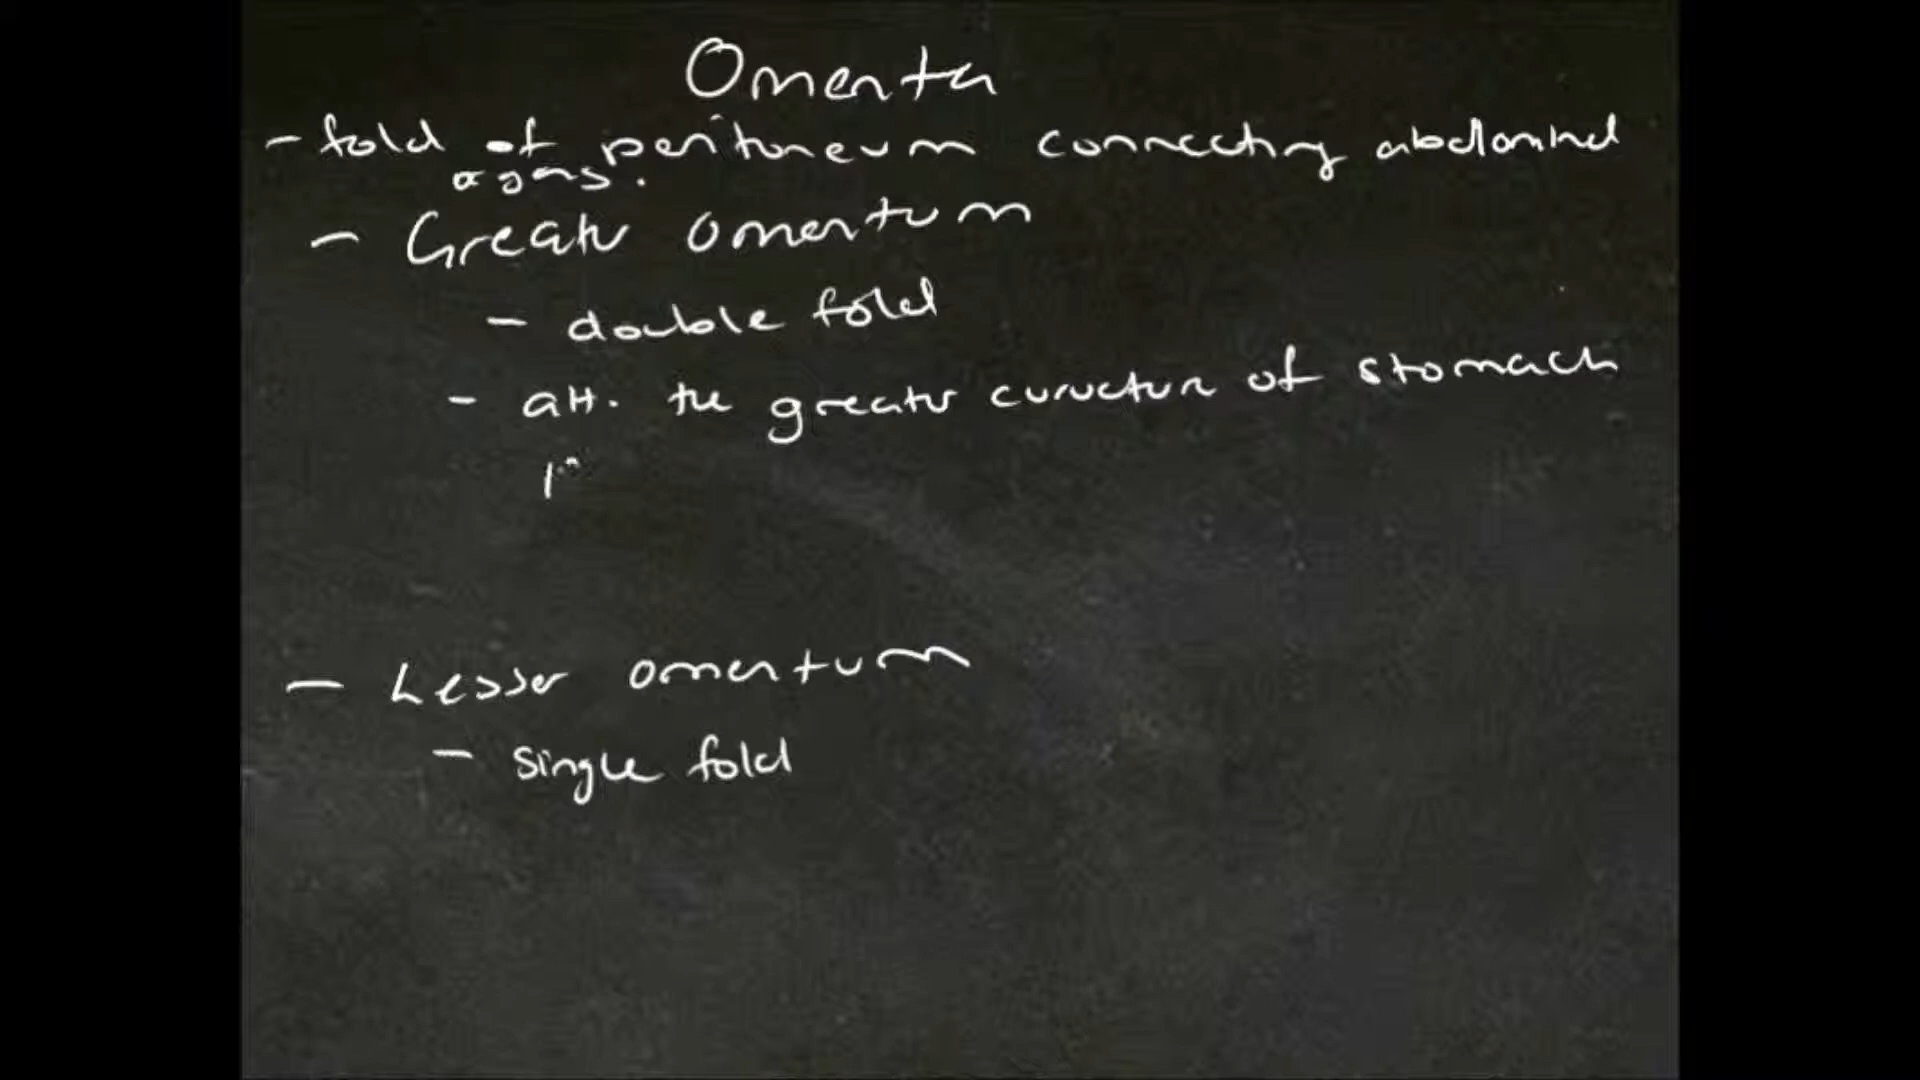 Omenta
- fold of peritoneum connecting abdominal
organs.
- Greater omentum
- double fold
- att. the greater curvature of stomach
- Lesser omentum
- single fold